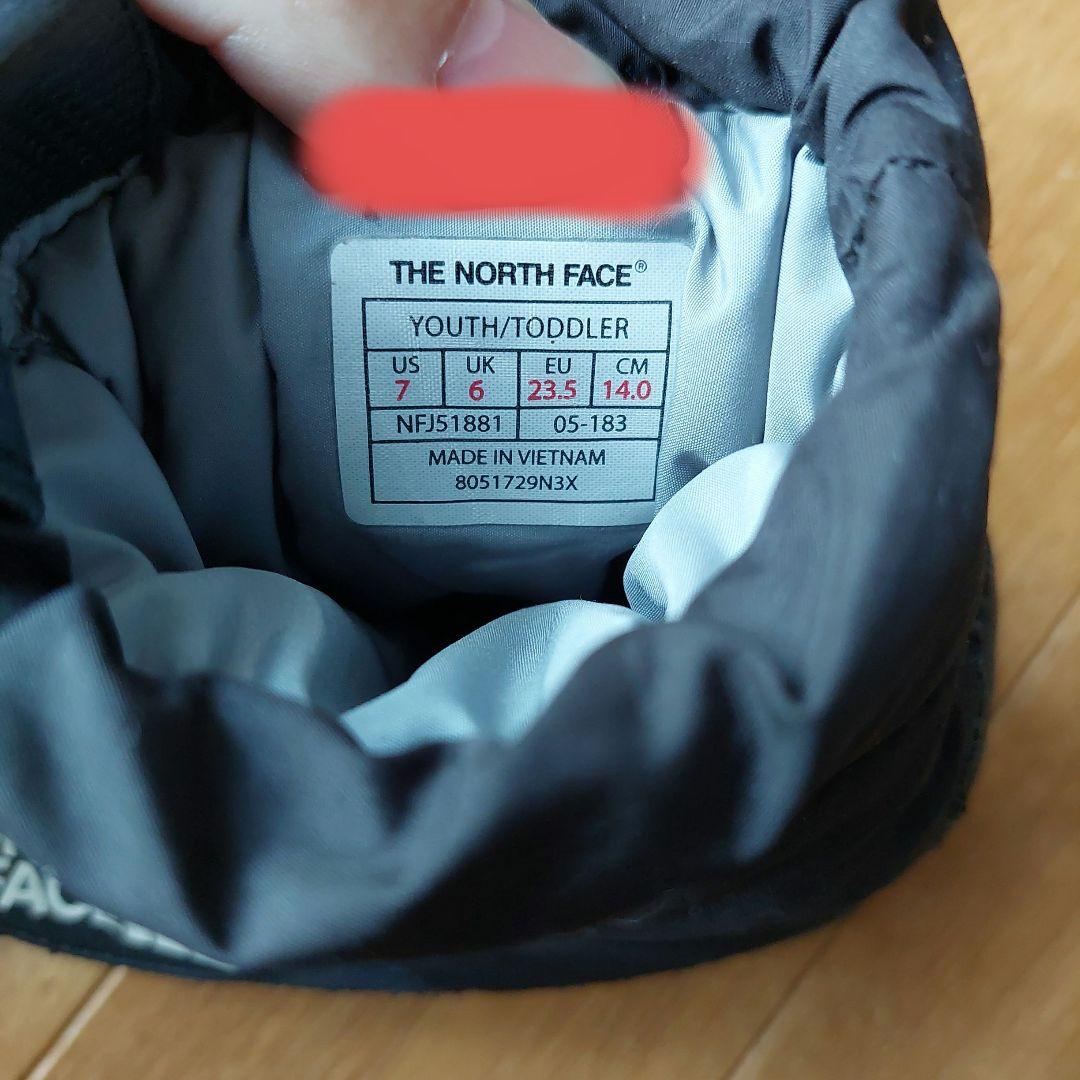 THE NORTH FACE®
YOUTH/TODDLER
US UK EU CM
7 6 23.5 14.0
NFJ51881 05-183
MADE IN VIETNAM
8051729N3X